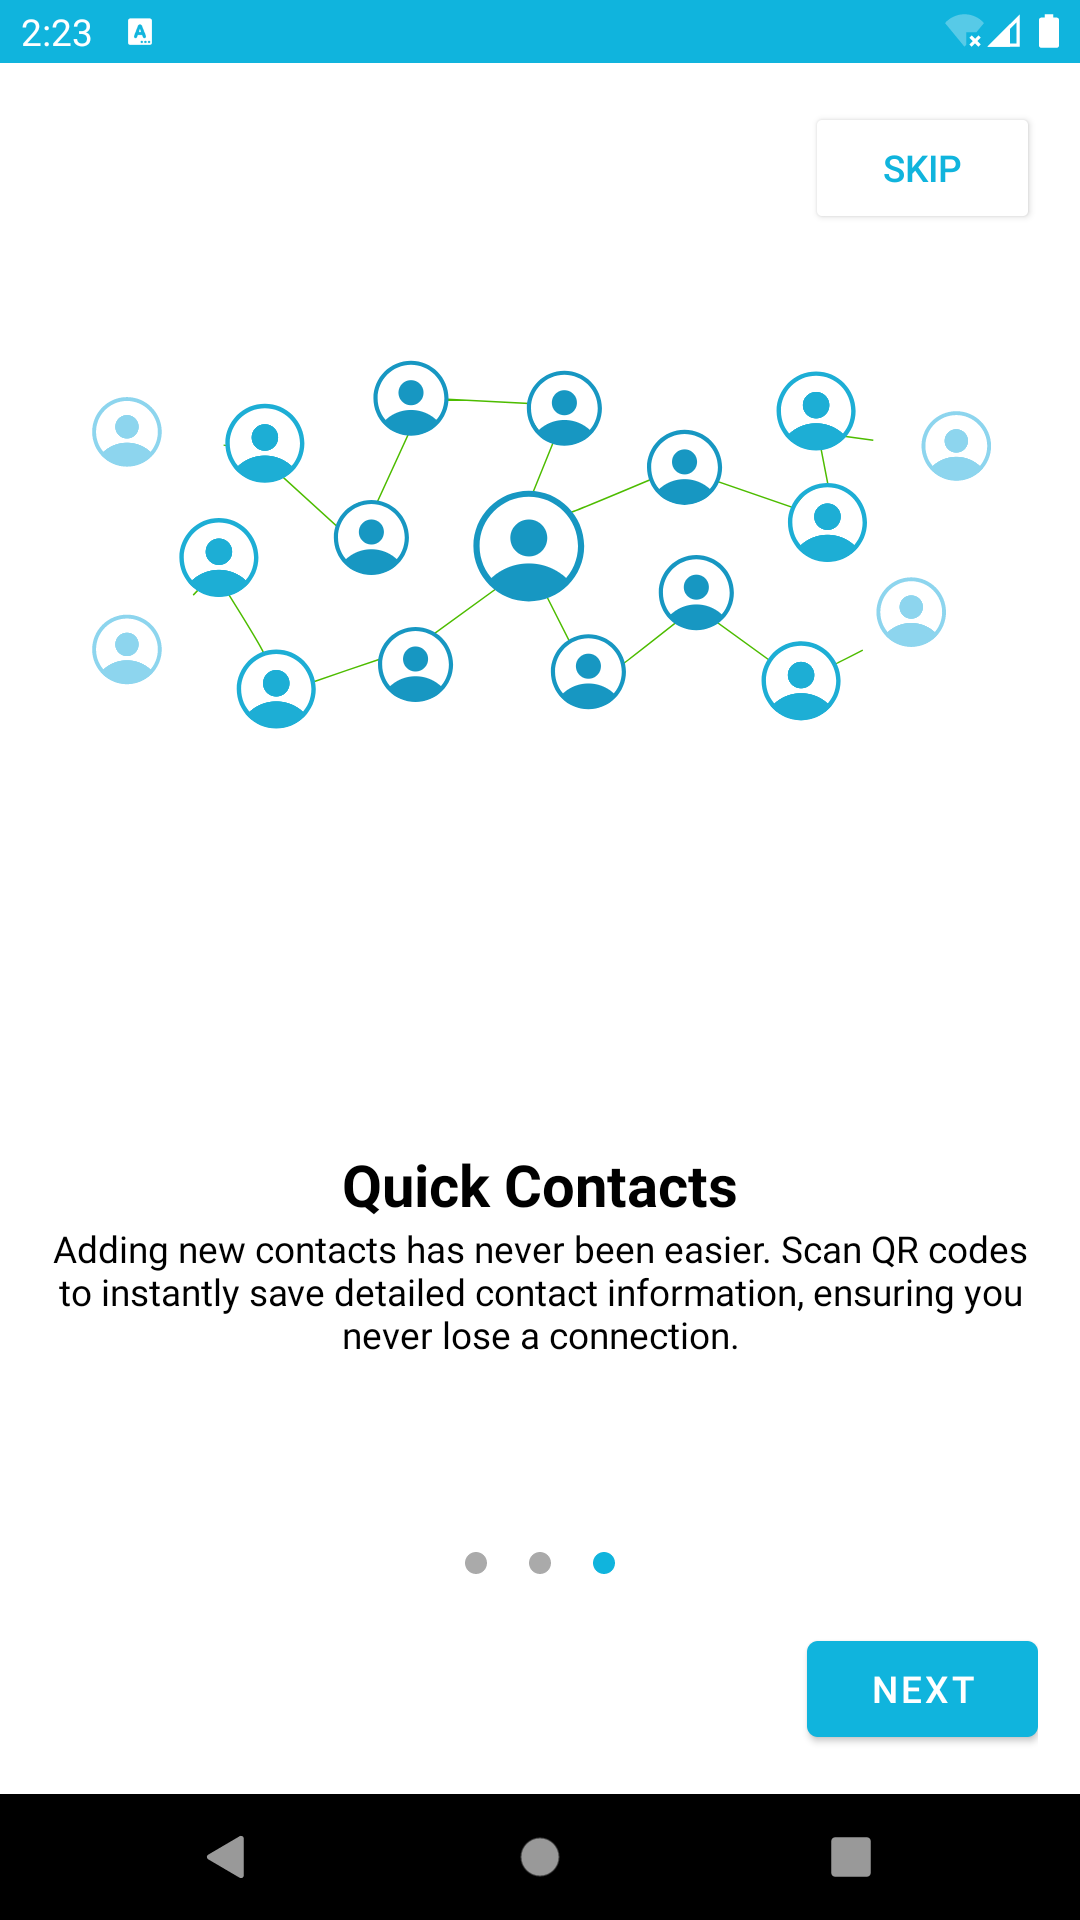 2:23
SKIP
Quick Contacts
Adding new contacts has never been easier. Scan QR codes
to instantly save detailed contact information, ensuring you
never lose a connection.
NEXT